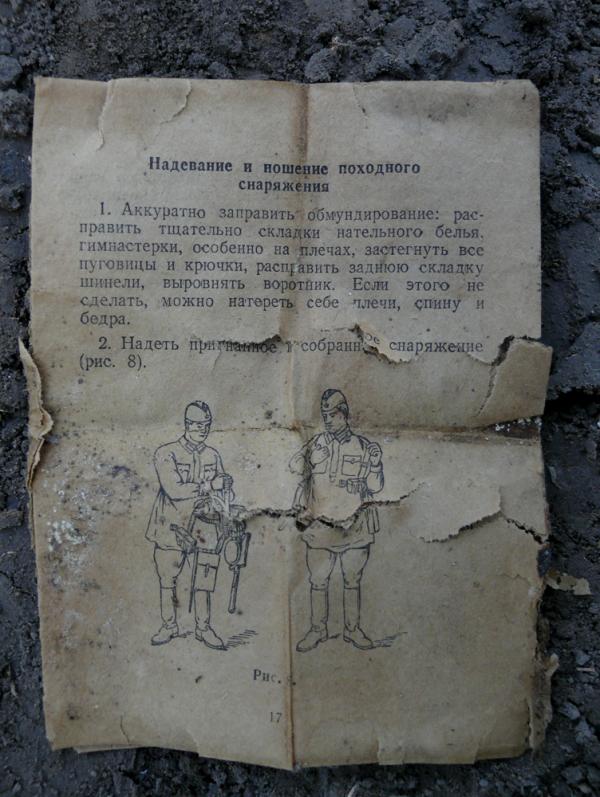 Надевание и ношение походного
снаряжения
1. Аккуратно заправить обмундирование: рас-
править тщательно складки нательного белья,
гимнастерки, особенно на плечах, застегнуть все
пуговицы и крючки, расправить заднюю складку
шинели, выровнять воротник. Если этого не
сделать, можно натереть себе плечи, спину и
бедра.
2. Надеть пригнанное и собранное снаряжение
(рис. 8).
Рис.
17